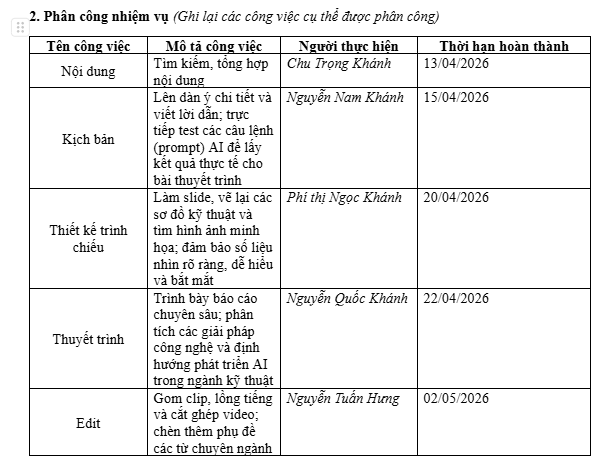 2. Phân công nhiệm vụ (Ghi lại các công việc cụ thể được phân công)
Tên công việc Mô tả công việc Người thực hiện Thời hạn hoàn thành
Nội dung
Tìm kiếm, tổng hợp
nội dung
Chu Trọng Khánh
13/04/2026
Kịch bản
Lên dàn ý chi tiết và
viết lời dẫn; trực
tiếp test các câu lệnh
(prompt) AI để lấy
kết quả thực tế cho
bài thuyết trình
Nguyễn Nam Khánh
15/04/2026
Thiết kế trình
chiếu
Làm slide, vẽ lại các
sơ đồ kỹ thuật và
tìm hình ảnh minh
họa; đảm bảo số liệu
nhìn rõ ràng, dễ hiểu
và bắt mắt
Phí thị Ngọc Khánh
20/04/2026
Thuyết trình
Trình bày báo cáo
chuyên sâu; phân
tích các giải pháp
công nghệ và định
hướng phát triển AI
trong ngành kỹ thuật
Nguyễn Quốc Khánh
22/04/2026
Edit
Gom clip, lồng tiếng
và cắt ghép video;
chèn thêm phụ đề
các từ chuyên ngành
Nguyễn Tuấn Hưng
02/05/2026